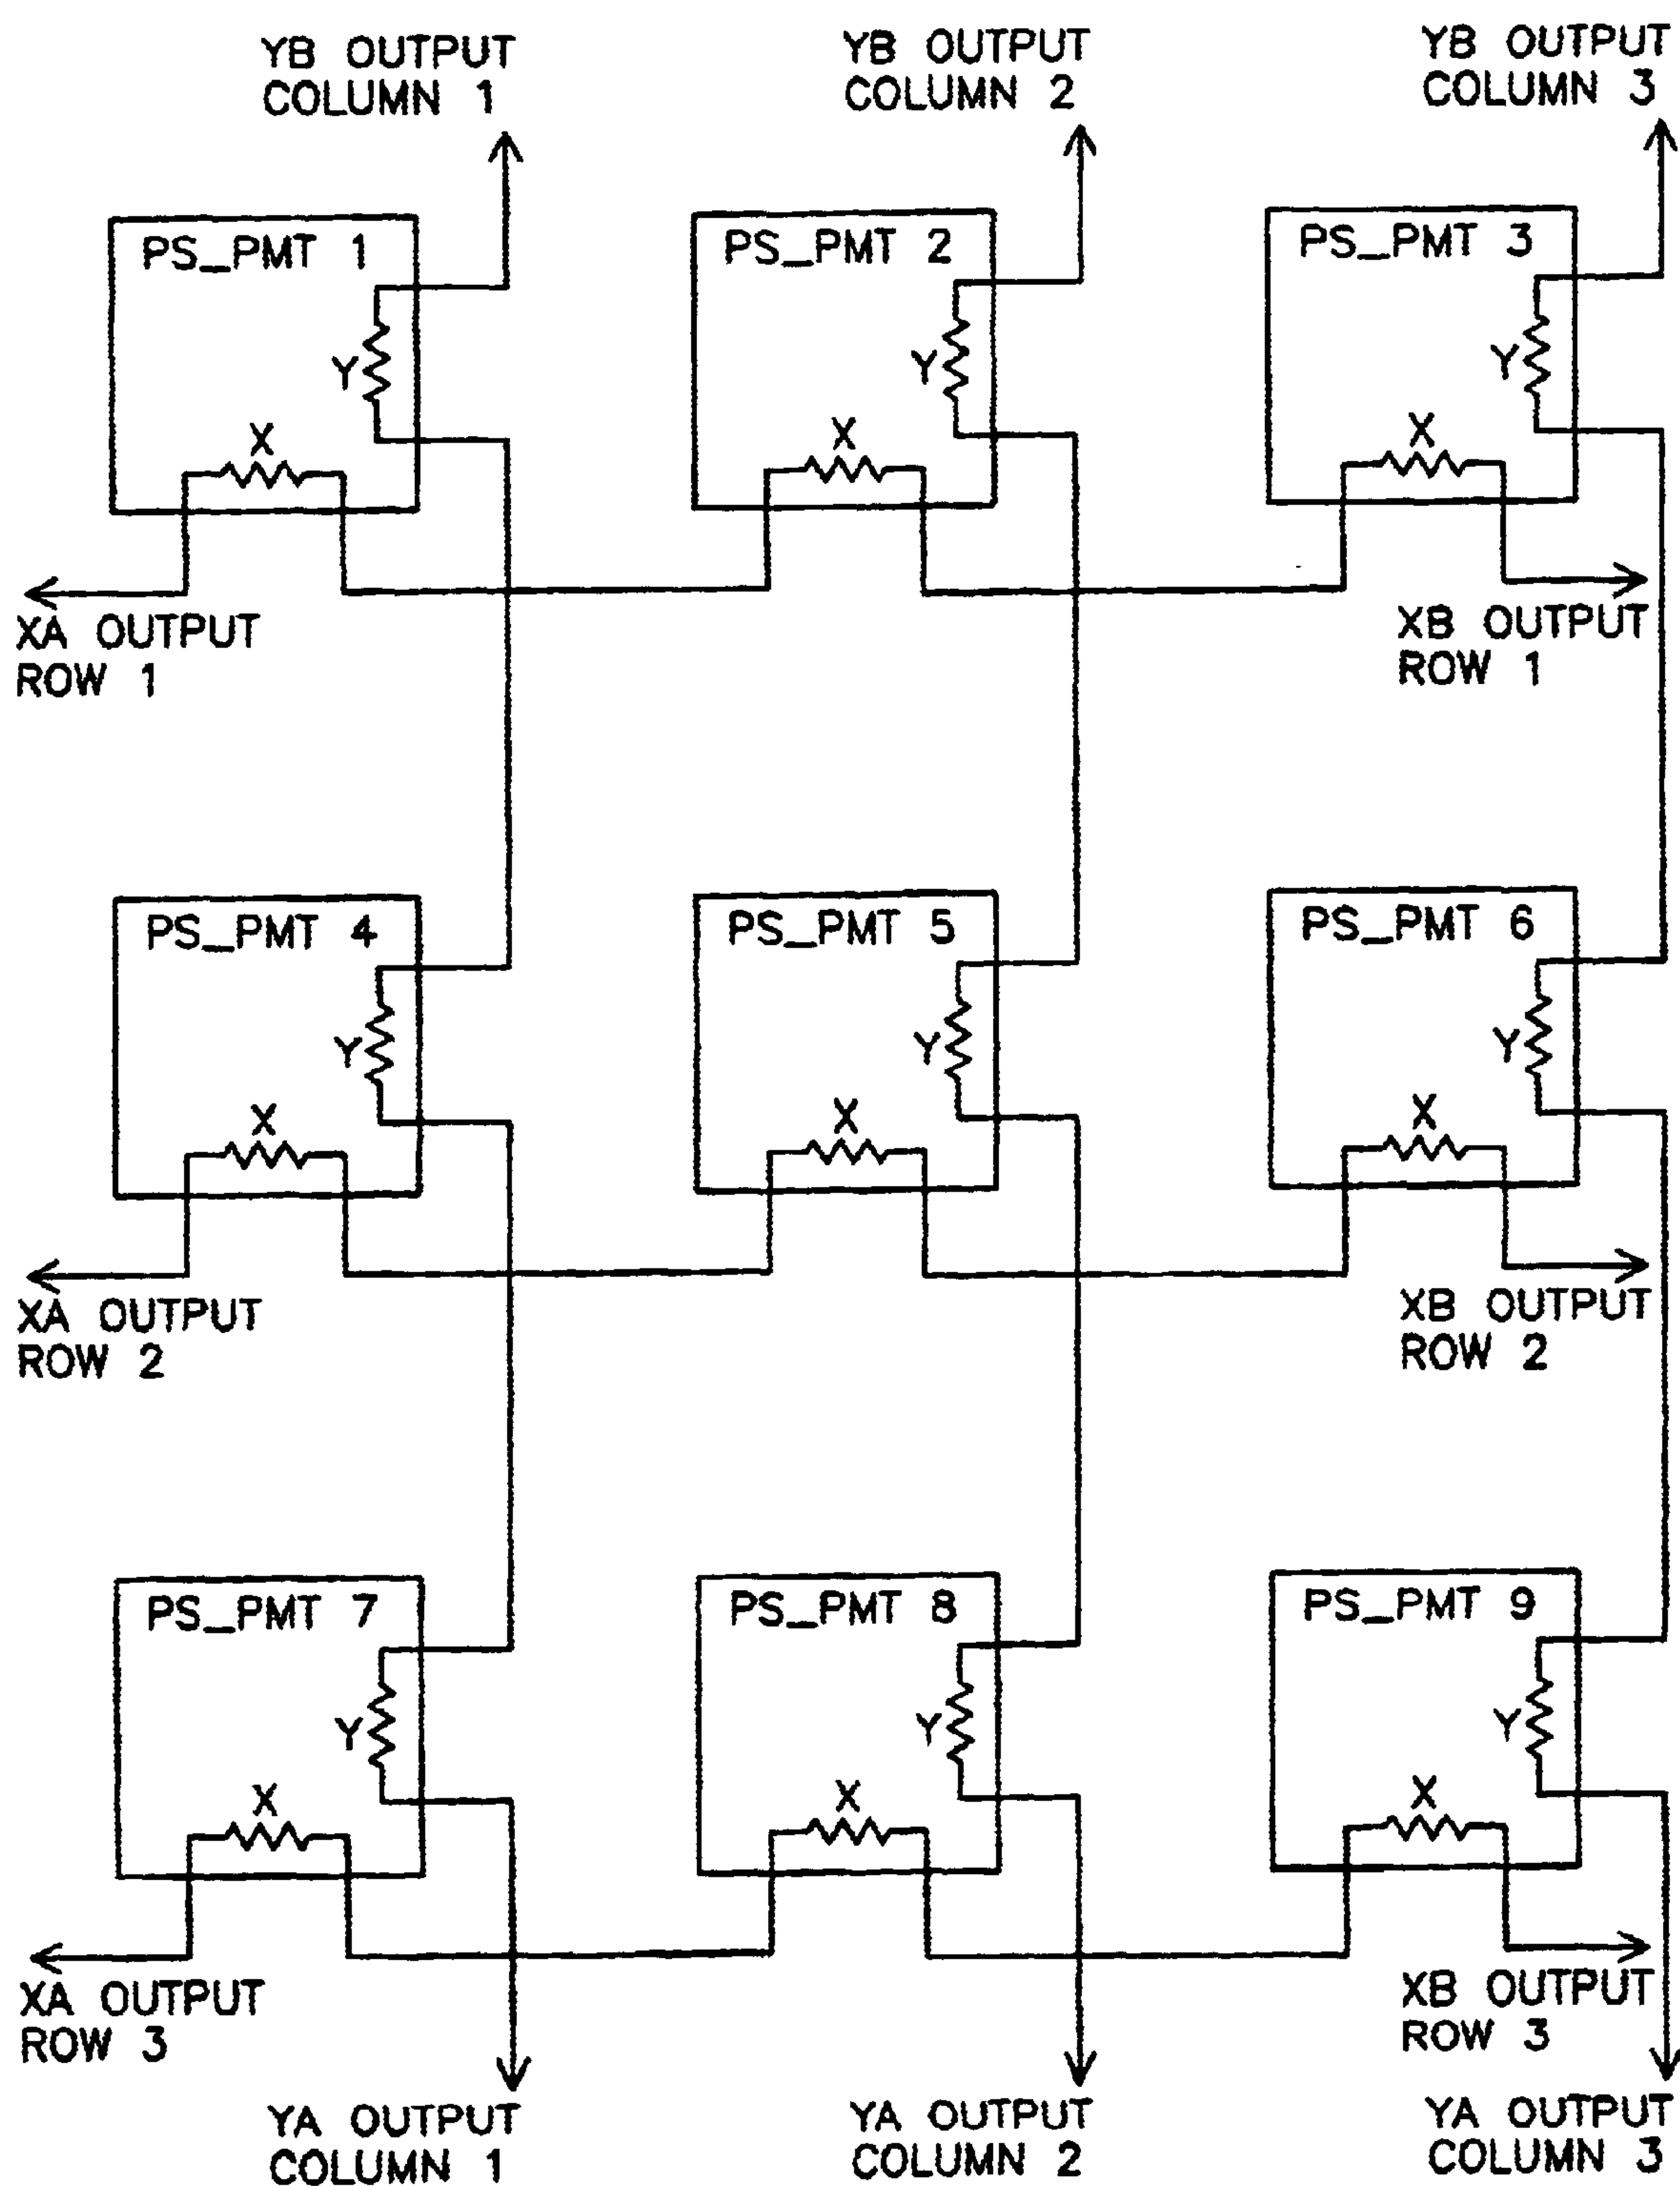 YB OUTPUT
COLUMN 1
YB OUTPUT
COLUMN 2
YB OUTPUT
COLUMN 3
PS_PMT 1
Y
X
PS_PMT 2
Y
X
PS_PMT 3
Y
X
XA OUTPUT
ROW 1
XB OUTPUT
ROW 1
PS_PMT 4
Y
X
PS_PMT 5
Y
X
PS_PMT 6
Y
X
XA OUTPUT
ROW 2
XB OUTPUT
ROW 2
PS_PMT 7
Y
X
PS_PMT 8
Y
X
PS_PMT 9
Y
X
XA OUTPUT
ROW 3
XB OUTPUT
ROW 3
YA OUTPUT
COLUMN 1
YA OUTPUT
COLUMN 2
YA OUTPUT
COLUMN 3